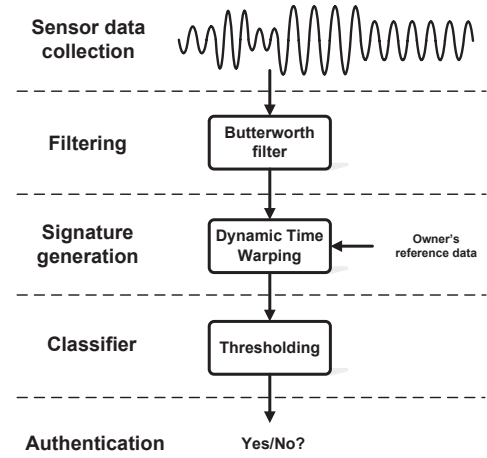 Sensor data
collection
Filtering
Butterworth
filter
Signature
generation
Dynamic Time
Warping
Owner's
reference data
Classifier
Thresholding
Authentication
Yes/No?